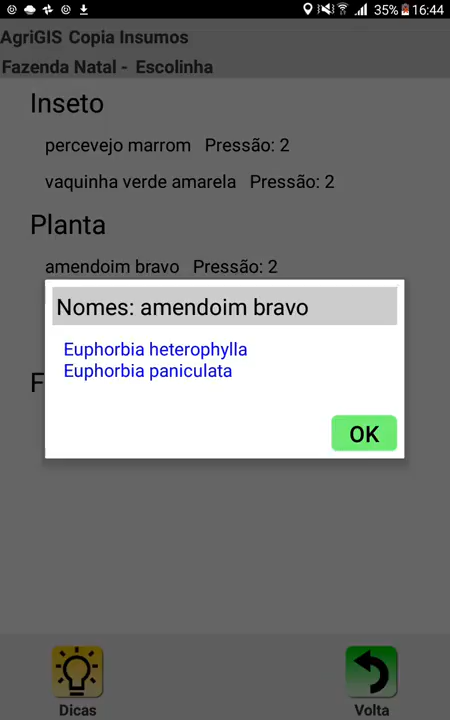 35% 16:44
AgriGIS Copia Insumos
Fazenda Natal - Escolinha
Inseto
percevejo marrom Pressão: 2
vaquinha verde amarela Pressão: 2
Planta
amendoim bravo Pressão: 2
Nomes: amendoim bravo
Euphorbia heterophylla
Euphorbia paniculata
F
OK
Dicas Volta